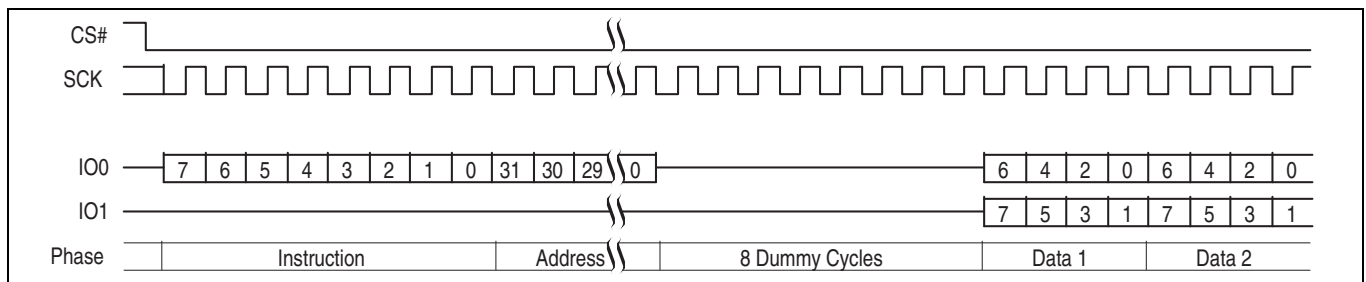 CS#
SCK
IO0 7 6 5 4 3 2 1 0 31 30 29 0 6 4 2 0 6 4 2 0
IO1 7 5 3 1 7 5 3 1
Phase Instruction Address 8 Dummy Cycles Data 1 Data 2